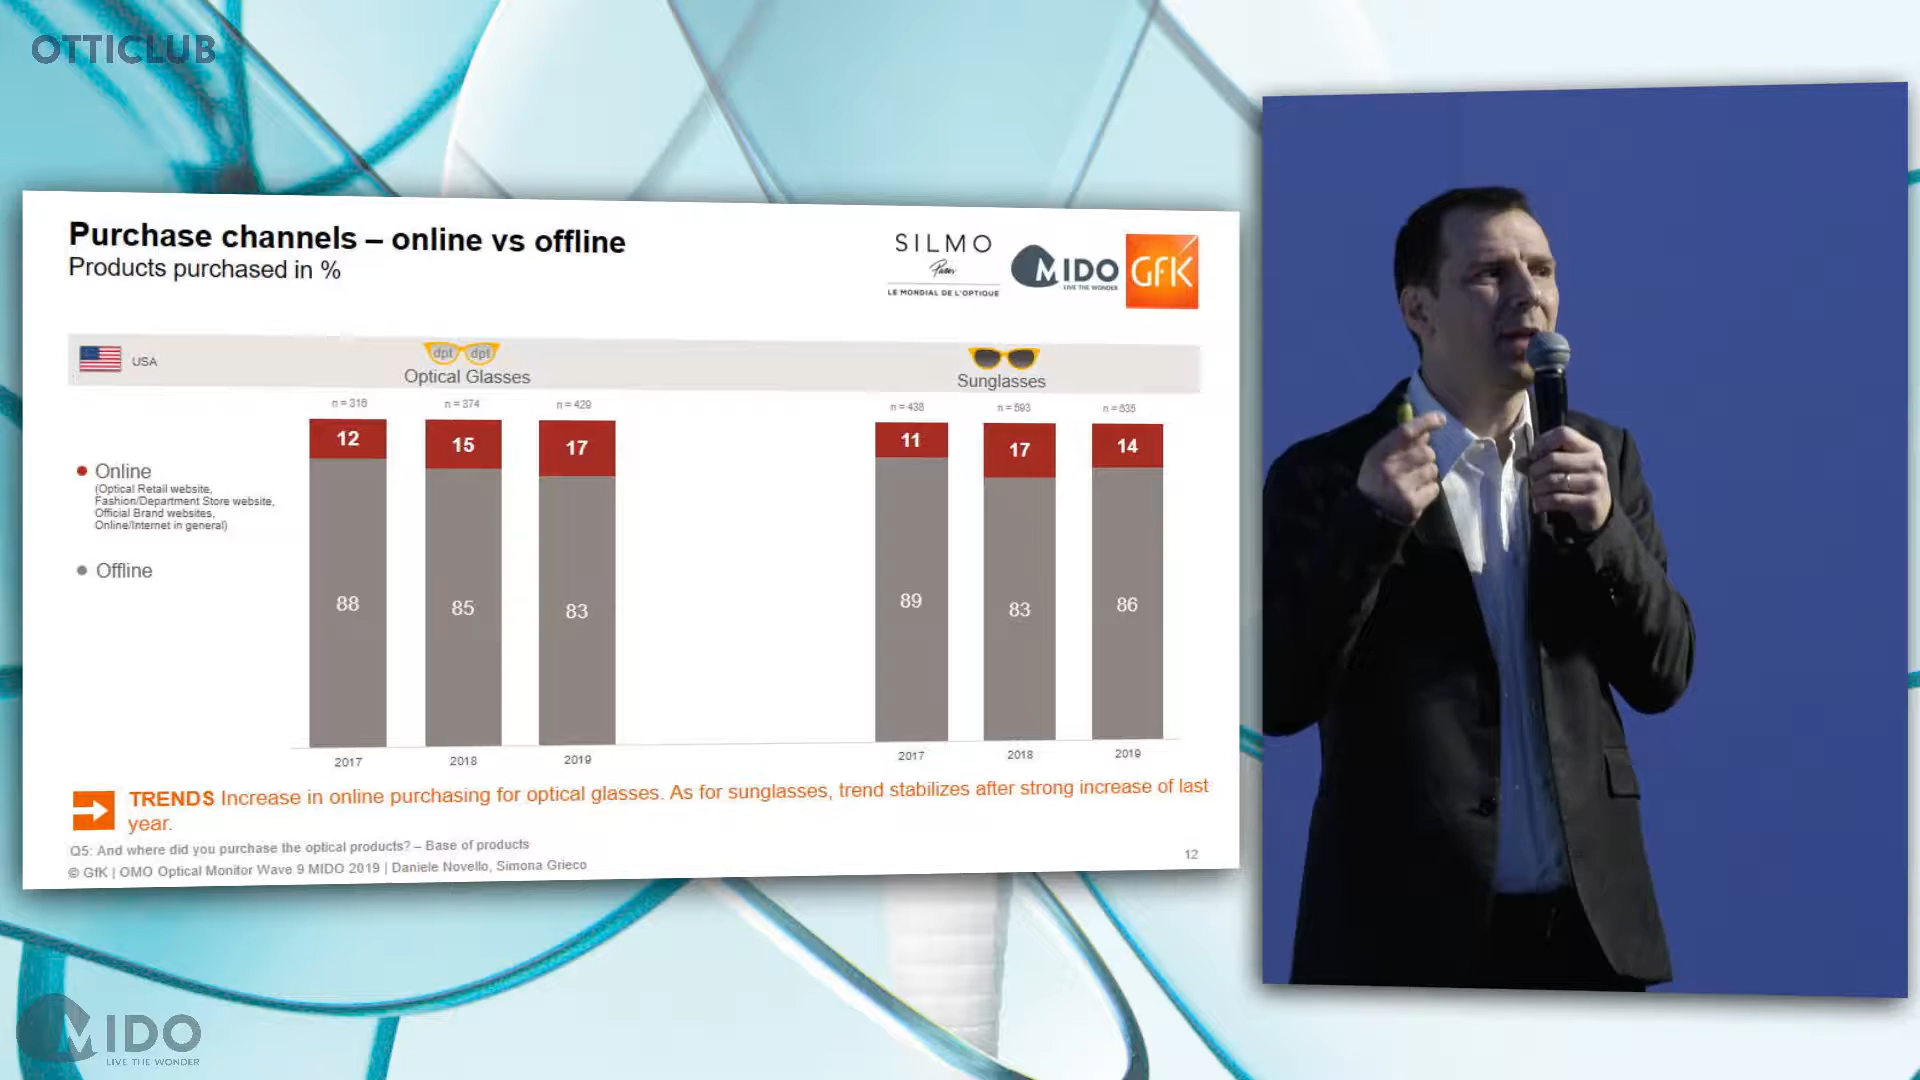 OTTICLUB
Purchase channels – online vs offline
Products purchased in %
SILMO
Paris
LE MONDIAL DE L'OPTIQUE
MIDO
LIVE THE WONDER
GfK
USA
dpt dpt
Optical Glasses
Sunglasses
n = 316
n = 374
n = 429
n = 438
n = 593
n = 635
12
15
17
11
17
14
Online
(Optical Retail website,
Fashion/Department Store website,
Official Brand websites,
Online/Internet in general)
Offline
88
85
83
89
83
86
2017
2018
2019
2017
2018
2019
TRENDS Increase in online purchasing for optical glasses. As for sunglasses, trend stabilizes after strong increase of last
year.
Q5: And where did you purchase the optical products? – Base of products
© GfK | OMO Optical Monitor Wave 9 MIDO 2019 | Daniele Novello, Simona Grieco
12
MIDO
LIVE THE WONDER